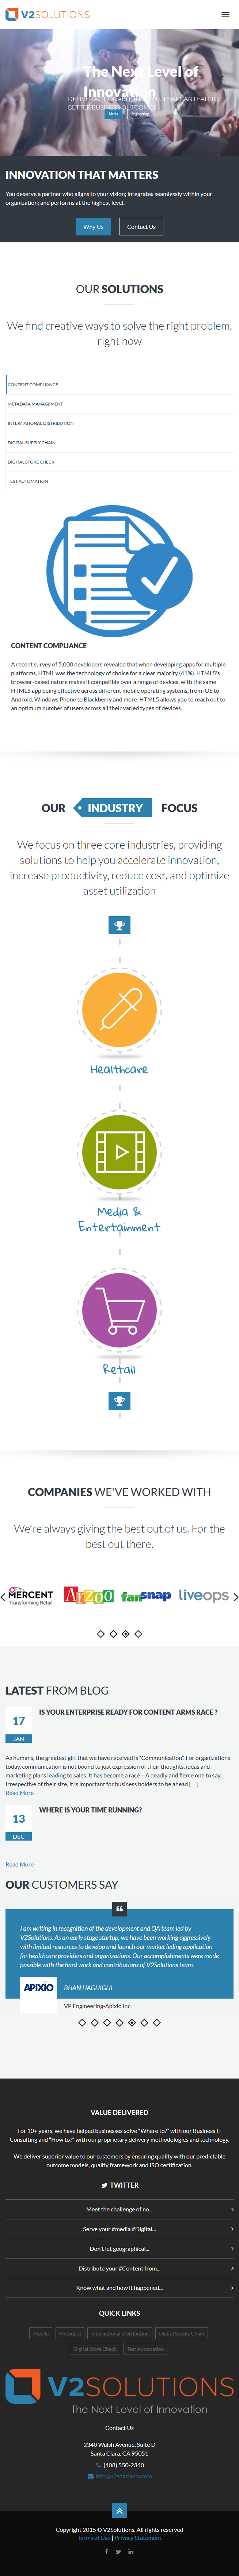 V2SOLUTIONS
The Next Level of
Innovation
BETTER BUSINESS OUTCOMES
Media
INNOVATION THAT MATTERS
You deserve a partner who aligns to your vision; integrates seamlessly within your
organization; and performs at the highest level.
Why Us
Contact Us
OUR SOLUTIONS
We find creative ways to solve the right problem,
right now
CONTENT COMPLIANCE
METADATA MANAGEMENT
INTERNATIONAL DISTRIBUTION
DIGITAL SUPPLY CHAIN
DIGITAL STORE CHECK
TEST AUTOMATION
CONTENT COMPLIANCE
A recent survey of 5,000 developers revealed that when developing apps for multiple
platforms, HTML was the technology of choice for a clear majority (41%). HTML5's
browser-based nature makes it compatible over a range of devices, with the same
HTML5 app being effective across different mobile operating systems, from iOS to
Android, Windows Phone to Blackberry and more. HTML5 allows you to reach out to
an optimum number of users across all their varied types of devices.
OUR INDUSTRY FOCUS
We focus on three core industries, providing
solutions to help you accelerate innovation,
increase productivity, reduce cost, and optimize
asset utilization
Healthcare
Media &
Entertainment
Retail
COMPANIES WE'VE WORKED WITH
We're always giving the best out of us. For the
best out there.
MERCENT
Transforming Retail.
Arzoo
fansnap
liveops
LATEST FROM BLOG
17
JAN
IS YOUR ENTERPRISE READY FOR CONTENT ARMS RACE ?
As humans, the greatest gift that we have received is "Communication". For organizations
today, communication is not bound to just expression of their thoughts, ideas and
marketing plans leading to sales. It has become a race – A deadly and fierce one to say.
Irrespective of their size, it is important for business holders to be ahead [...]
Read More
13
DEC
WHERE IS YOUR TIME RUNNING?
Read More
OUR CUSTOMERS SAY
I am writing in recognition of the development and QA team led by
V2Solutions. As an early stage startup, we have been working aggressively
with limited resources to develop and launch our market leading application
for healthcare providers and organizations. Our accomplishments were made
possible with the hard work and contributions of V2Solutions team.
APIXIO
BIJAN HAGHIGHI
VP Engineering-Apixio Inc
VALUE DELIVERED
For 10+ years, we have helped businesses solve "Where to?" with our Business IT
Consulting and "How to?" with our proprietary delivery methodologies and technology.
We deliver superior value to our customers by ensuring quality with our predictable
outcome models, quality framework and ISO certification.
TWITTER
Meet the challenge of no...
Serve your #media #Digital...
Don't let geographical...
Distribute your #Content from...
Know what and how it happened...
QUICK LINKS
Mobile
Metadata
International Distribution
Digital Supply Chain
Digital Store Check
Test Automation
V2SOLUTIONS
The Next Level of Innovation
Contact Us
2340 Walsh Avenue, Suite D
Santa Clara, CA 95051
(408) 550-2340
info@v2solutions.com
Copyright 2015 © V2Solutions. All rights reserved
Terms of Use | Privacy Statement